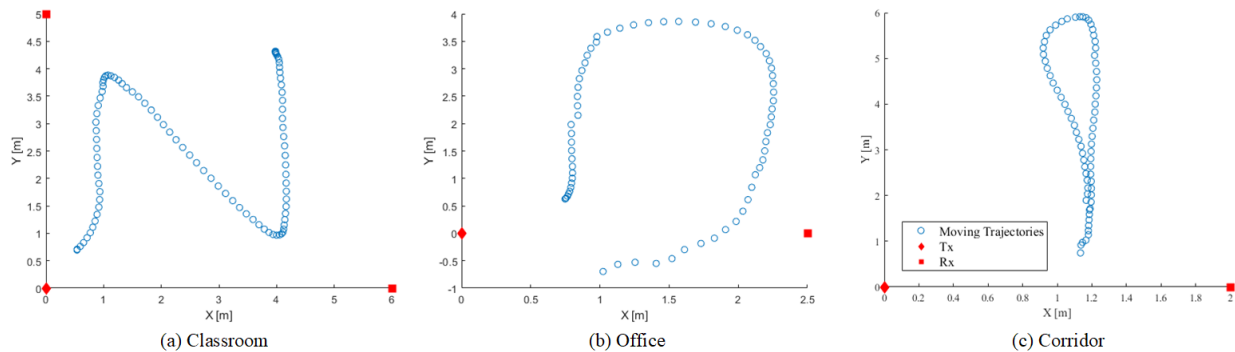 5
4.5
4
3.5
3
2.5
2
1.5
1
0.5
0
Y [m]
0 1 2 3 4 5 6
X [m]
(a) Classroom
4
3.5
3
2.5
2
1.5
1
0.5
0
-0.5
-1
Y [m]
0 0.5 1 1.5 2 2.5
X [m]
(b) Office
6
5
4
3
2
1
0
Y [m]
Moving Trajectories
Tx
Rx
0 0.2 0.4 0.6 0.8 1 1.2 1.4 1.6 1.8 2
X [m]
(c) Corridor